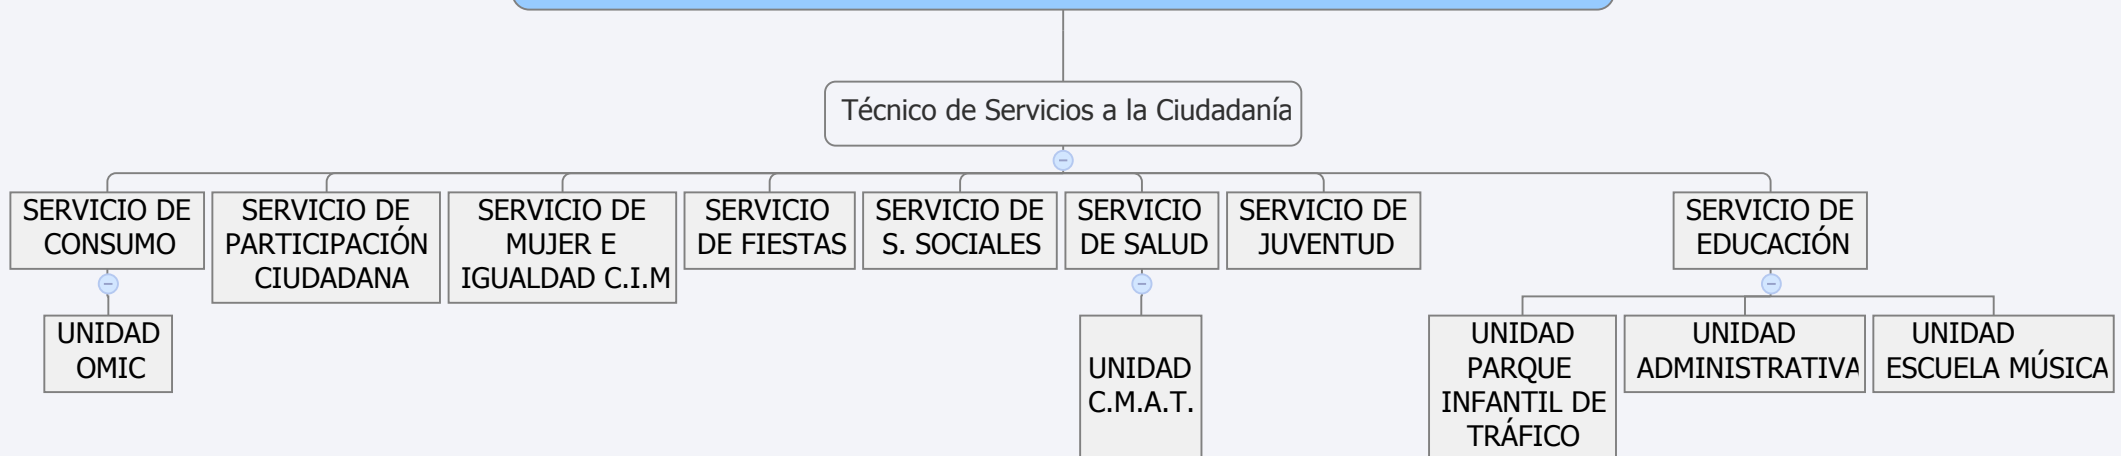 Técnico de Servicios a la Ciudadanía
SERVICIO DE
CONSUMO
SERVICIO DE
PARTICIPACIÓN
CIUDADANA
SERVICIO DE
MUJER E
IGUALDAD C.I.M
SERVICIO
DE FIESTAS
SERVICIO DE
S. SOCIALES
SERVICIO
DE SALUD
SERVICIO DE
JUVENTUD
SERVICIO DE
EDUCACIÓN
UNIDAD
OMIC
UNIDAD
C.M.A.T.
UNIDAD
PARQUE
INFANTIL DE
TRÁFICO
UNIDAD
ADMINISTRATIVA
UNIDAD
ESCUELA MÚSICA